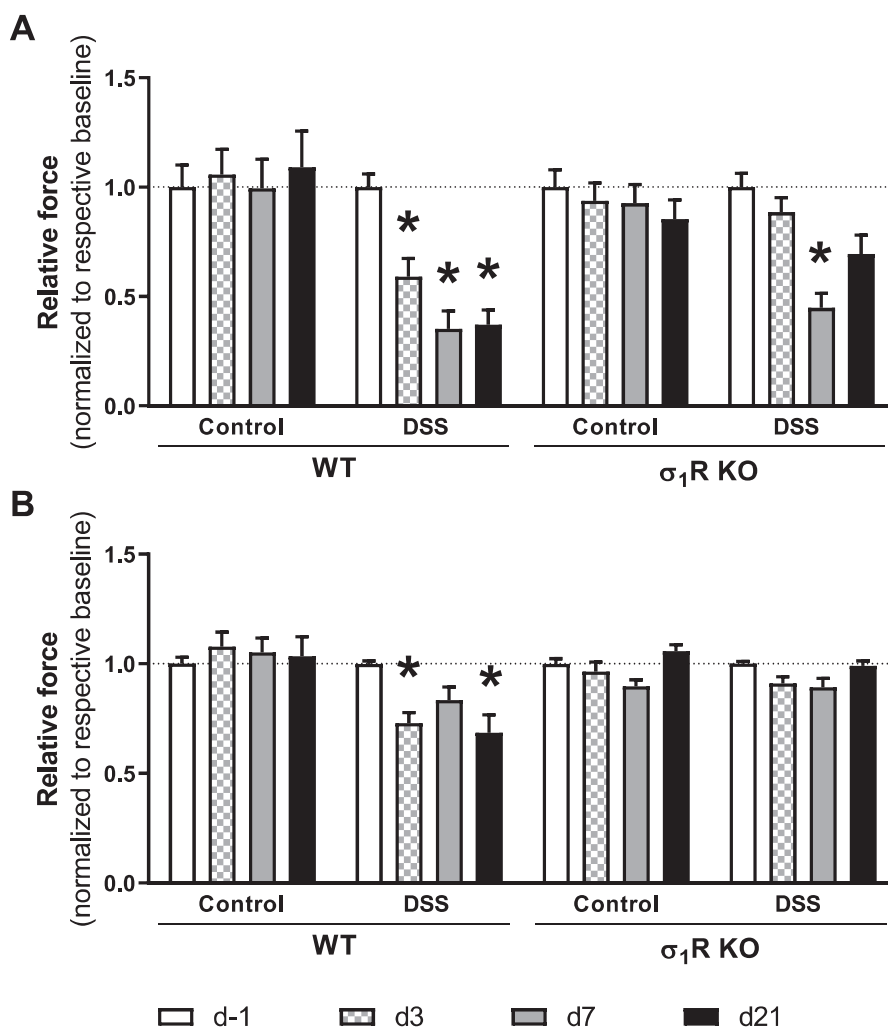 A
Relative force
(normalized to respective baseline)
1.5
1.0
0.5
0.0
*
*
*
*
Control
DSS
Control
DSS
WT
σ₁R KO
B
Relative force
(normalized to respective baseline)
1.5
1.0
0.5
0.0
*
*
Control
DSS
Control
DSS
WT
σ₁R KO
d-1
d3
d7
d21